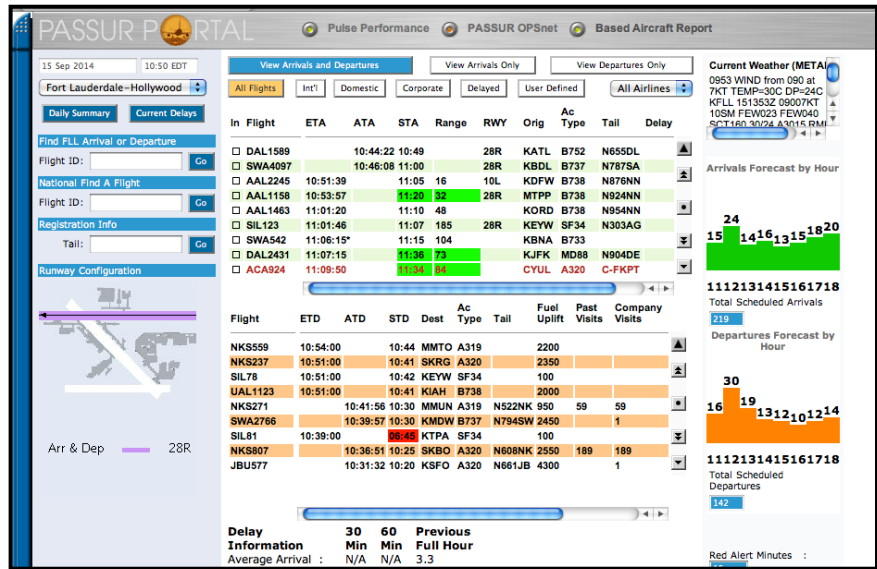 PASSUR PORTAL
Pulse Performance PASSUR OPSnet Based Aircraft Report
15 Sep 2014 10:50 EDT
Fort Lauderdale-Hollywood
Daily Summary Current Delays
Find FLL Arrival or Departure
Flight ID: Go
National Find A Flight
Flight ID: Go
Registration Info
Tail: Go
Runway Configuration
Arr & Dep 28R
View Arrivals and Departures View Arrivals Only View Departures Only
All Flights Int'l Domestic Corporate Delayed User Defined All Airlines
In Flight ETA ATA STA Range RWY Orig Ac Type Tail Delay
DAL1589 10:44:22 10:49 28R KATL B752 N655DL
SWA4097 10:46:08 11:00 28R KBDL B737 N787SA
AAL2245 10:51:39 11:05 16 10L KDFW B738 N876NN
AAL1158 10:53:57 11:20 32 28R MTPP B738 N924NN
AAL1463 11:01:20 11:10 48 KORD B738 N954NN
SIL123 11:01:46 11:07 185 28R KEYW SF34 N303AG
SWA542 11:06:15* 11:15 104 KBNA B733
DAL2431 11:07:15 11:36 73 KJFK MD88 N904DE
ACA924 11:09:50 11:34 84 CYUL A320 C-FKPT
Flight ETD ATD STD Dest Ac Type Tail Fuel Uplift Past Visits Company Visits
NKS559 10:54:00 10:44 MMTO A319 2200
NKS237 10:51:00 10:41 SKRG A320 2350
SIL78 10:51:00 10:42 KEYW SF34 100
UAL1123 10:51:00 10:41 KIAH B738 2000
NKS271 10:41:56 10:30 MMUN A319 N522NK 950 59 59
SWA2766 10:39:57 10:30 KMDW B737 N794SW 2450 1
SIL81 10:39:00 06:45 KTPA SF34 100
NKS807 10:36:51 10:25 SKBO A320 N608NK 2550 189 189
JBU577 10:31:32 10:20 KSFO A320 N661JB 4300 1
Delay Information 30 Min 60 Min Previous Full Hour
Average Arrival : N/A N/A 3.3
Current Weather (METAR
0953 WIND from 090 at
7KT TEMP=30C DP=24C
KFLL 151353Z 09007KT
10SM FEW023 FEW040
SCT160 30/24 A3015 RMK
Arrivals Forecast by Hour
15 24 14 16 13 15 18 20
11 12 13 14 15 16 17 18
Total Scheduled Arrivals
219
Departures Forecast by
Hour
16 30 19 13 12 10 12 14
11 12 13 14 15 16 17 18
Total Scheduled
Departures
142
Red Alert Minutes :